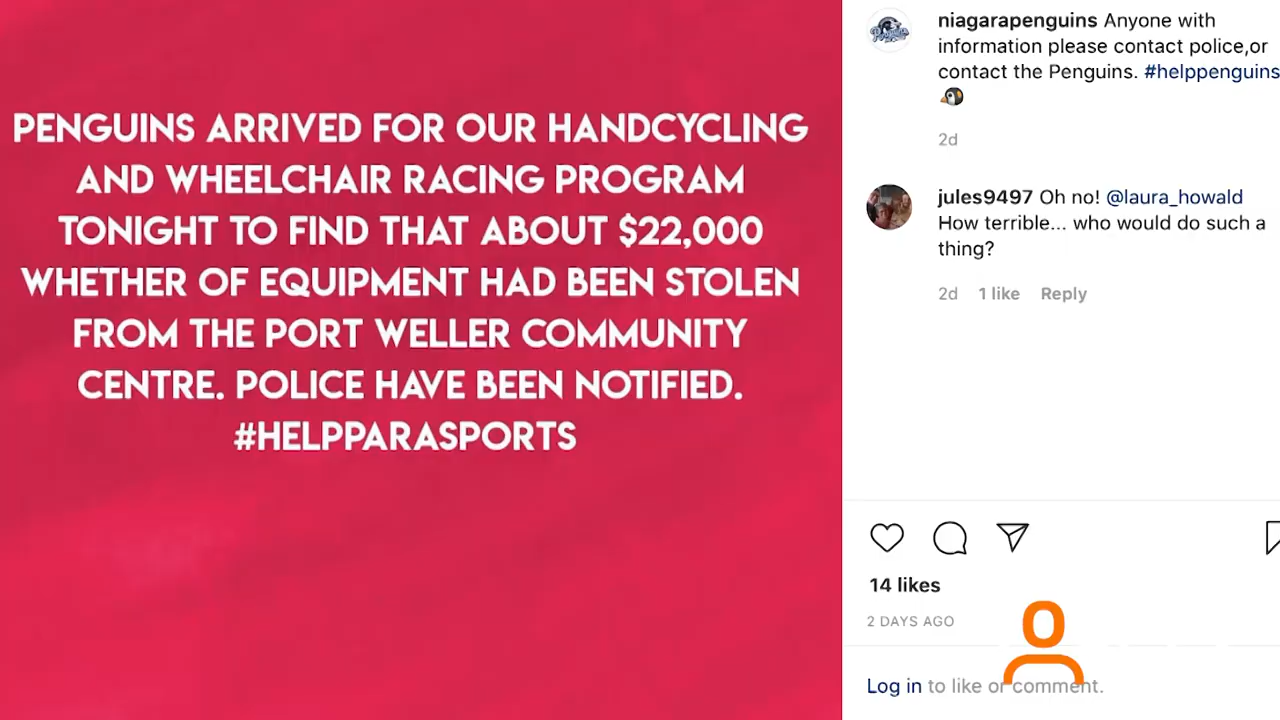 PENGUINS ARRIVED FOR OUR HANDCYCLING
AND WHEELCHAIR RACING PROGRAM
TONIGHT TO FIND THAT ABOUT $22,000
WHETHER OF EQUIPMENT HAD BEEN STOLEN
FROM THE PORT WELLER COMMUNITY
CENTRE. POLICE HAVE BEEN NOTIFIED.
#HELPPARASPORTS
niagarapenguins Anyone with
information please contact police,or
contact the Penguins. #helppenguins
🐧
2d
jules9497 Oh no! @laura_howald
How terrible... who would do such a
thing?
2d 1 like Reply
14 likes
2 DAYS AGO
Log in to like or comment.